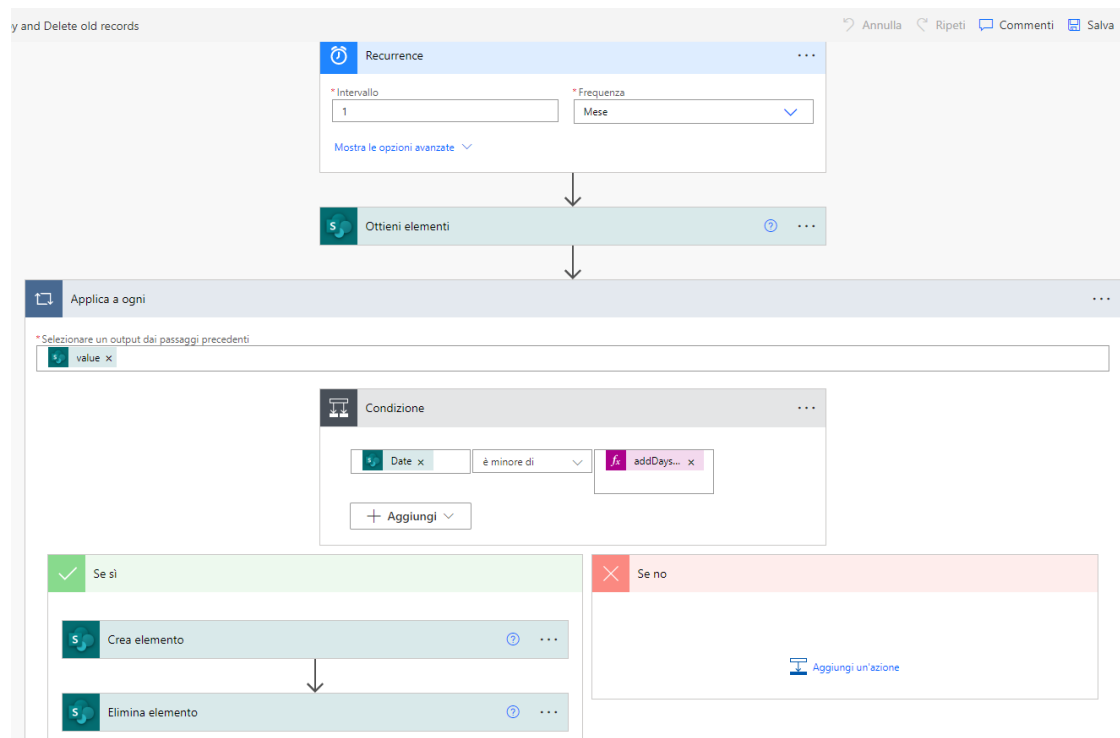 y and Delete old records
Annulla Ripeti Commenti Salva
Recurrence
* Intervallo * Frequenza
1 Mese
Mostra le opzioni avanzate
Ottieni elementi
Applica a ogni
* Selezionare un output dai passaggi precedenti
value ×
Condizione
Date × è minore di addDays... ×
+ Aggiungi
Se sì Se no
Crea elemento
Aggiungi un'azione
Elimina elemento